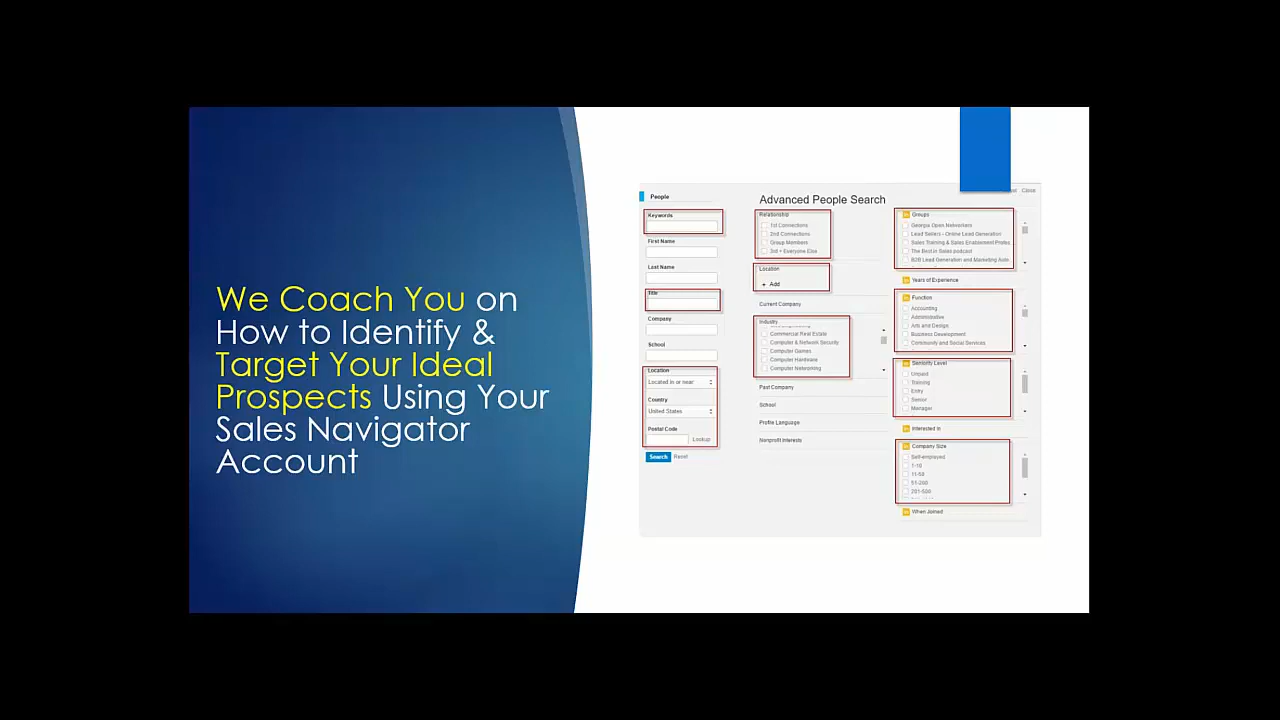 We Coach You on
How to Identify &
Target Your Ideal
Prospects Using Your
Sales Navigator
Account
People
Keywords
First Name
Last Name
Title
Company
School
Location
Located in or near
Country
United States
Postal Code
Lookup
Search Reset
Advanced People Search
Relationship
1st Connections
2nd Connections
Group Members
3rd + Everyone Else
Location
+ Add
Current Company
Industry
Commercial Real Estate
Computer & Network Security
Computer Games
Computer Hardware
Computer Networking
Past Company
School
Profile Language
Nonprofit Interests
Close
Groups
Georgia Open Networkers
Lead Sellers - Online Lead Generation
Sales Training & Sales Enablement Profes
The Best in Sales podcast
B2B Lead Generation and Marketing Auto
Years of Experience
Function
Accounting
Administrative
Arts and Design
Business Development
Community and Social Services
Seniority Level
Unpaid
Training
Entry
Senior
Manager
Interested In
Company Size
Self-employed
1-10
11-50
51-200
201-500
When Joined